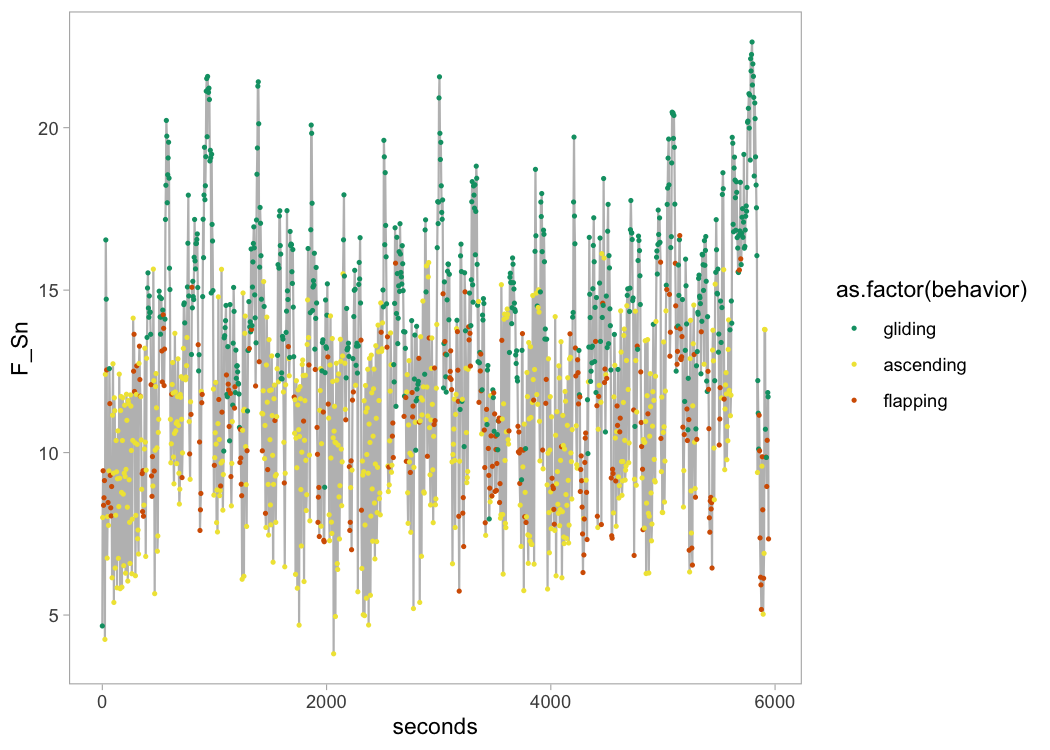 F_Sn
20
15
10
5
0
2000
4000
6000
seconds
as.factor(behavior)
gliding
ascending
flapping